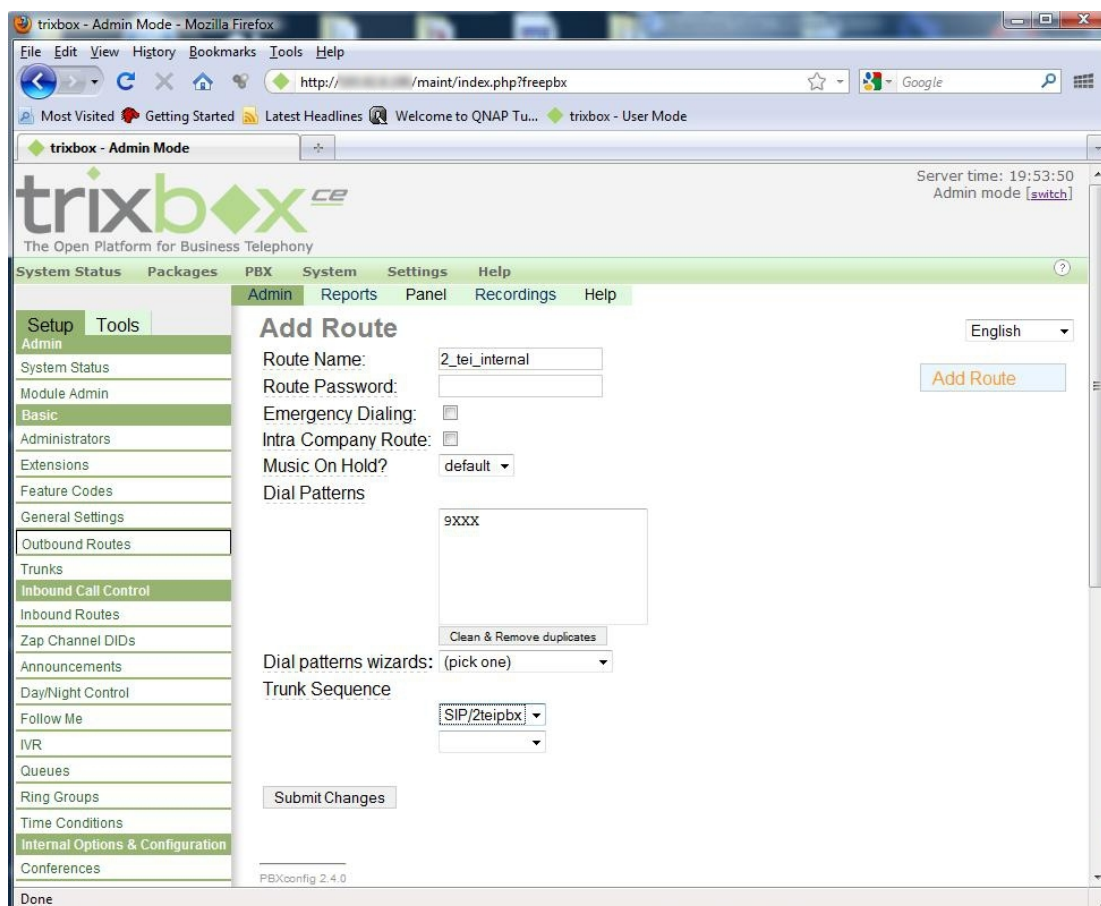 trixbox - Admin Mode - Mozilla Firefox
File Edit View History Bookmarks Tools Help
http:// /maint/index.php?freepbx
Google
Most Visited Getting Started Latest Headlines Welcome to QNAP Tu... trixbox - User Mode
trixbox - Admin Mode
Server time: 19:53:50
Admin mode [switch]
trixbox ce
The Open Platform for Business Telephony
System Status Packages PBX System Settings Help ?
Admin Reports Panel Recordings Help
Setup Tools
Admin
System Status
Module Admin
Basic
Administrators
Extensions
Feature Codes
General Settings
Outbound Routes
Trunks
Inbound Call Control
Inbound Routes
Zap Channel DIDs
Announcements
Day/Night Control
Follow Me
IVR
Queues
Ring Groups
Time Conditions
Internal Options & Configuration
Conferences
Add Route
English
Add Route
Route Name: 2_tei_internal
Route Password:
Emergency Dialing:
Intra Company Route:
Music On Hold? default
Dial Patterns
9XXX
Clean & Remove duplicates
Dial patterns wizards: (pick one)
Trunk Sequence
SIP/2teipbx
Submit Changes
PBXconfig 2.4.0
Done